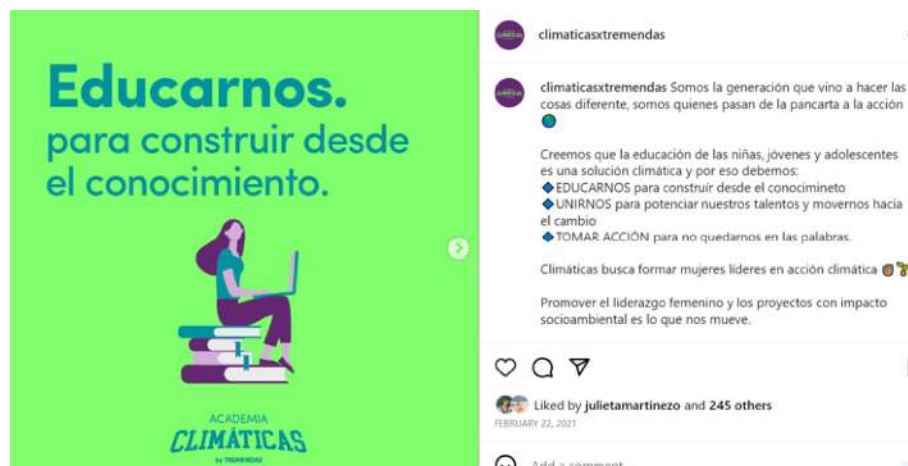 Educarnos.
para construir desde
el conocimiento.
ACADEMIA
CLIMÁTICAS
by TREMENDAS
climaticasxtremendas
climaticasxtremendas Somos la generación que vino a hacer las
cosas diferente, somos quienes pasan de la pancarta a la acción
🌎
Creemos que la educación de las niñas, jóvenes y adolescentes
es una solución climática y por eso debemos:
🔷EDUCARNOS para construír desde el conocimineto
🔷UNIRNOS para potenciar nuestros talentos y movernos hacia
el cambio
🔷TOMAR ACCIÓN para no quedarnos en las palabras.
Climáticas busca formar mujeres líderes en acción climática ✊🏽🌱
Promover el liderazgo femenino y los proyectos con impacto
socioambiental es lo que nos mueve.
Liked by julietamartinezo and 245 others
FEBRUARY 22, 2021
Add a comment